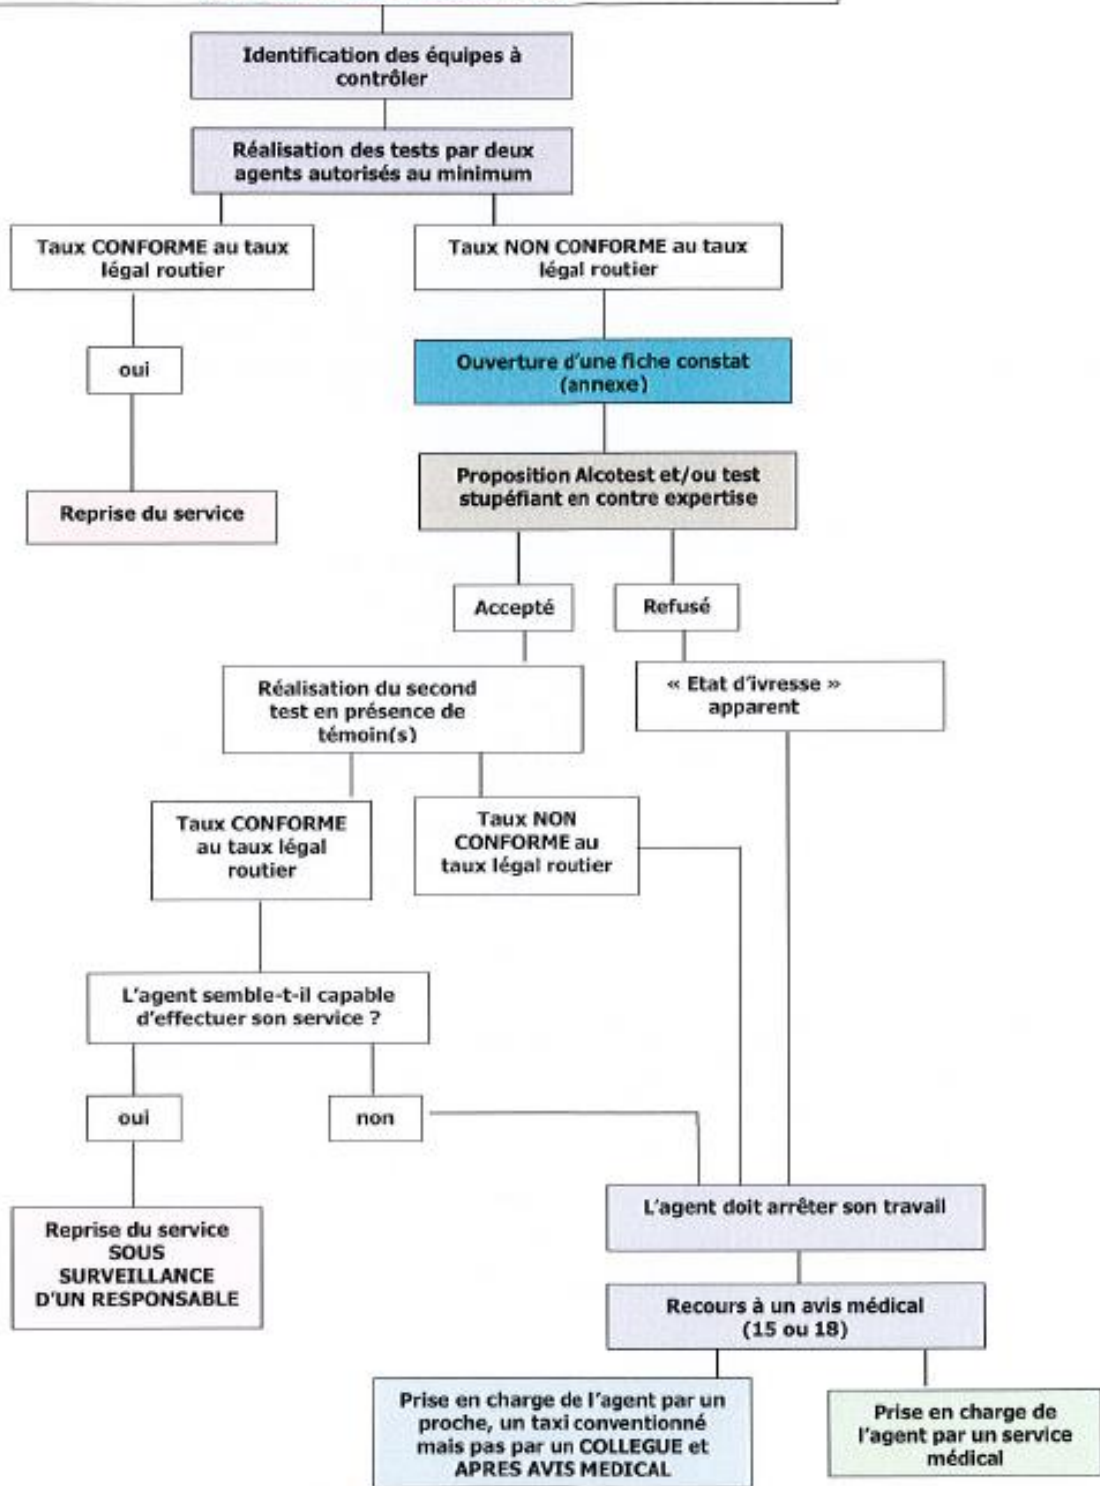 Identification des équipes à
contrôler
Réalisation des tests par deux
agents autorisés au minimum
Taux CONFORME au taux
légal routier
Taux NON CONFORME au taux
légal routier
oui
Ouverture d'une fiche constat
(annexe)
Proposition Alcotest et/ou test
stupéfiant en contre expertise
Reprise du service
Accepté
Refusé
Réalisation du second
test en présence de
témoin(s)
« Etat d'ivresse »
apparent
Taux CONFORME
au taux légal
routier
Taux NON
CONFORME au
taux légal routier
L'agent semble-t-il capable
d'effectuer son service ?
oui
non
L'agent doit arrêter son travail
Reprise du service
SOUS
SURVEILLANCE
D'UN RESPONSABLE
Recours à un avis médical
(15 ou 18)
Prise en charge de l'agent par un
proche, un taxi conventionné
mais pas par un COLLEGUE et
APRES AVIS MEDICAL
Prise en charge de
l'agent par un service
médical